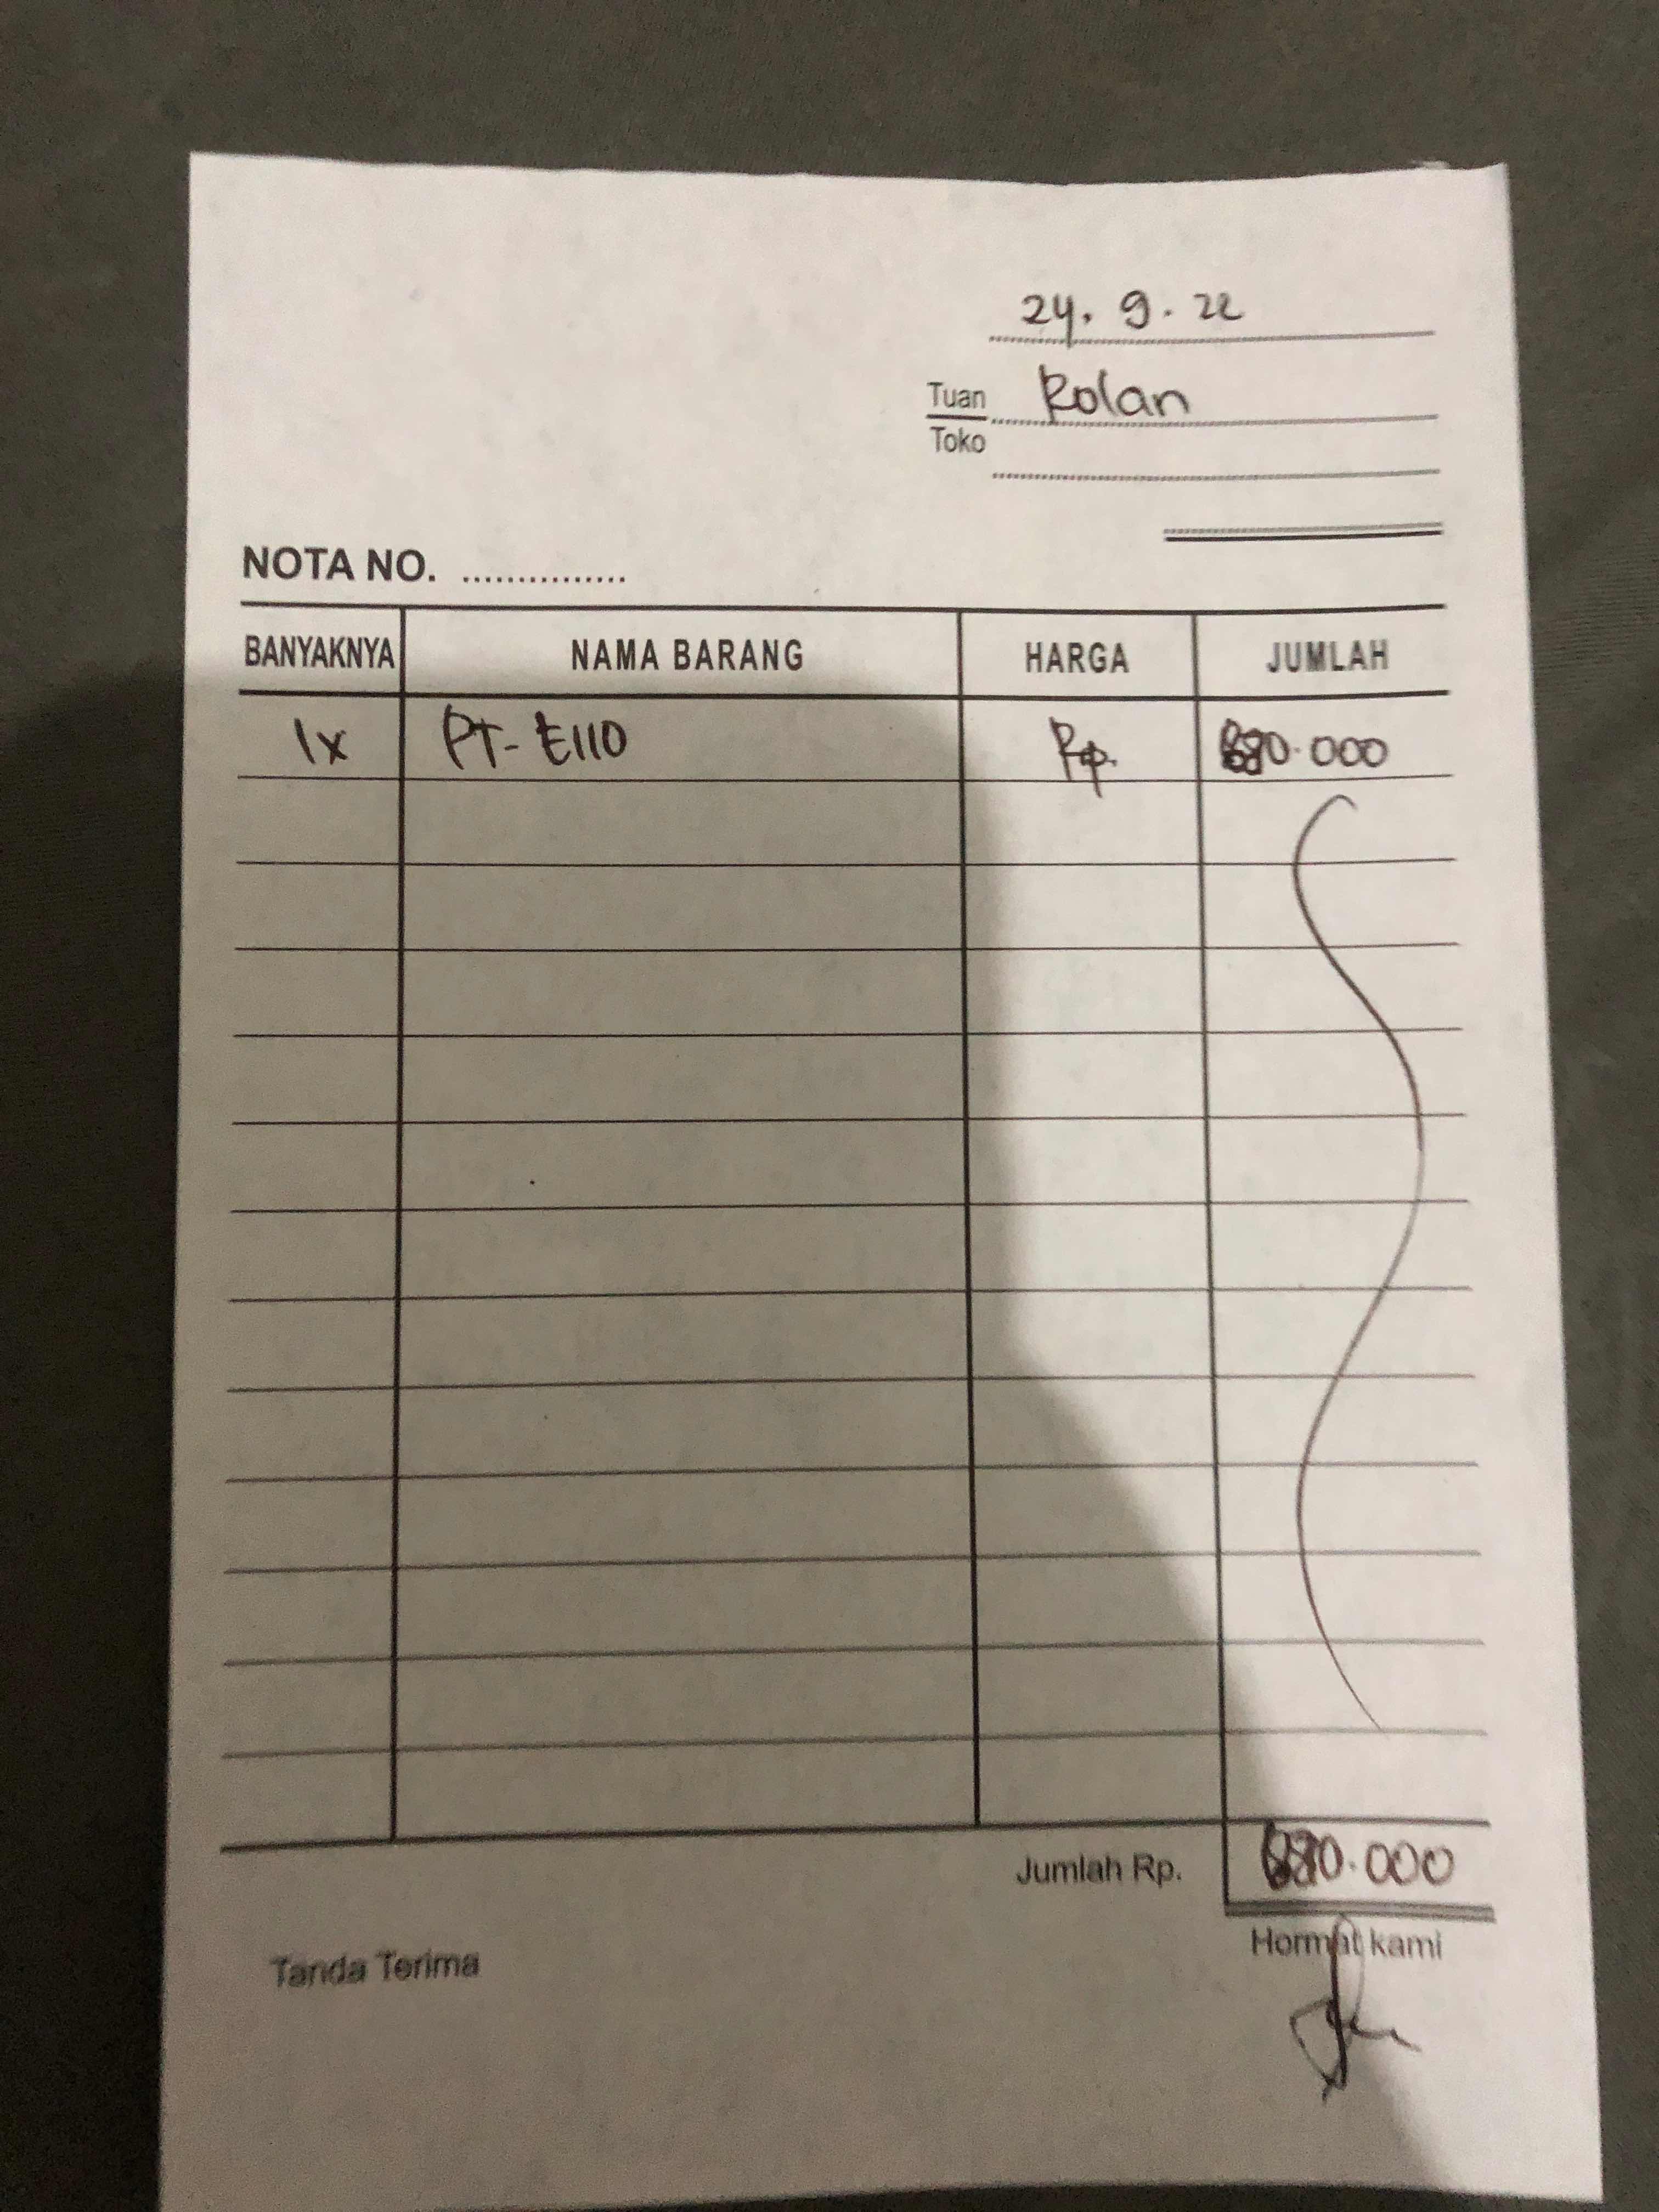 24. 9. 22
Tuan Rolan
Toko
NOTA NO. ...............
BANYAKNYA NAMA BARANG HARGA JUMLAH
1x PT-E110 Rp.
Jumlah Rp.
Hormat kami
Tanda Terima